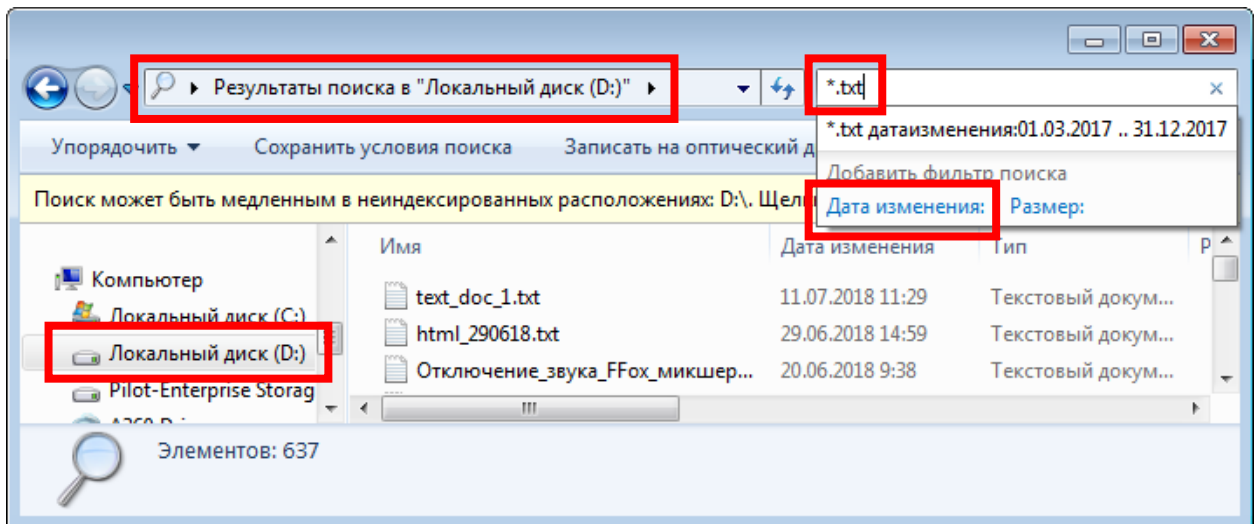 Результаты поиска в "Локальный диск (D:)"
*.txt
*.txt датаизменения:01.03.2017 .. 31.12.2017
Упорядочить
Сохранить условия поиска
Записать на оптический д
Добавить фильтр поиска
Дата изменения: Размер:
Поиск может быть медленным в неиндексированных расположениях: D:\.
Имя
Дата изменения
Тип
Р
Компьютер
text_doc_1.txt 11.07.2018 11:29 Текстовый докум...
Локальный диск (C:)
html_290618.txt 29.06.2018 14:59 Текстовый докум...
Локальный диск (D:)
Отключение_звука_FFox_микшер... 20.06.2018 9:38 Текстовый докум...
Pilot-Enterprise Storag
Элементов: 637